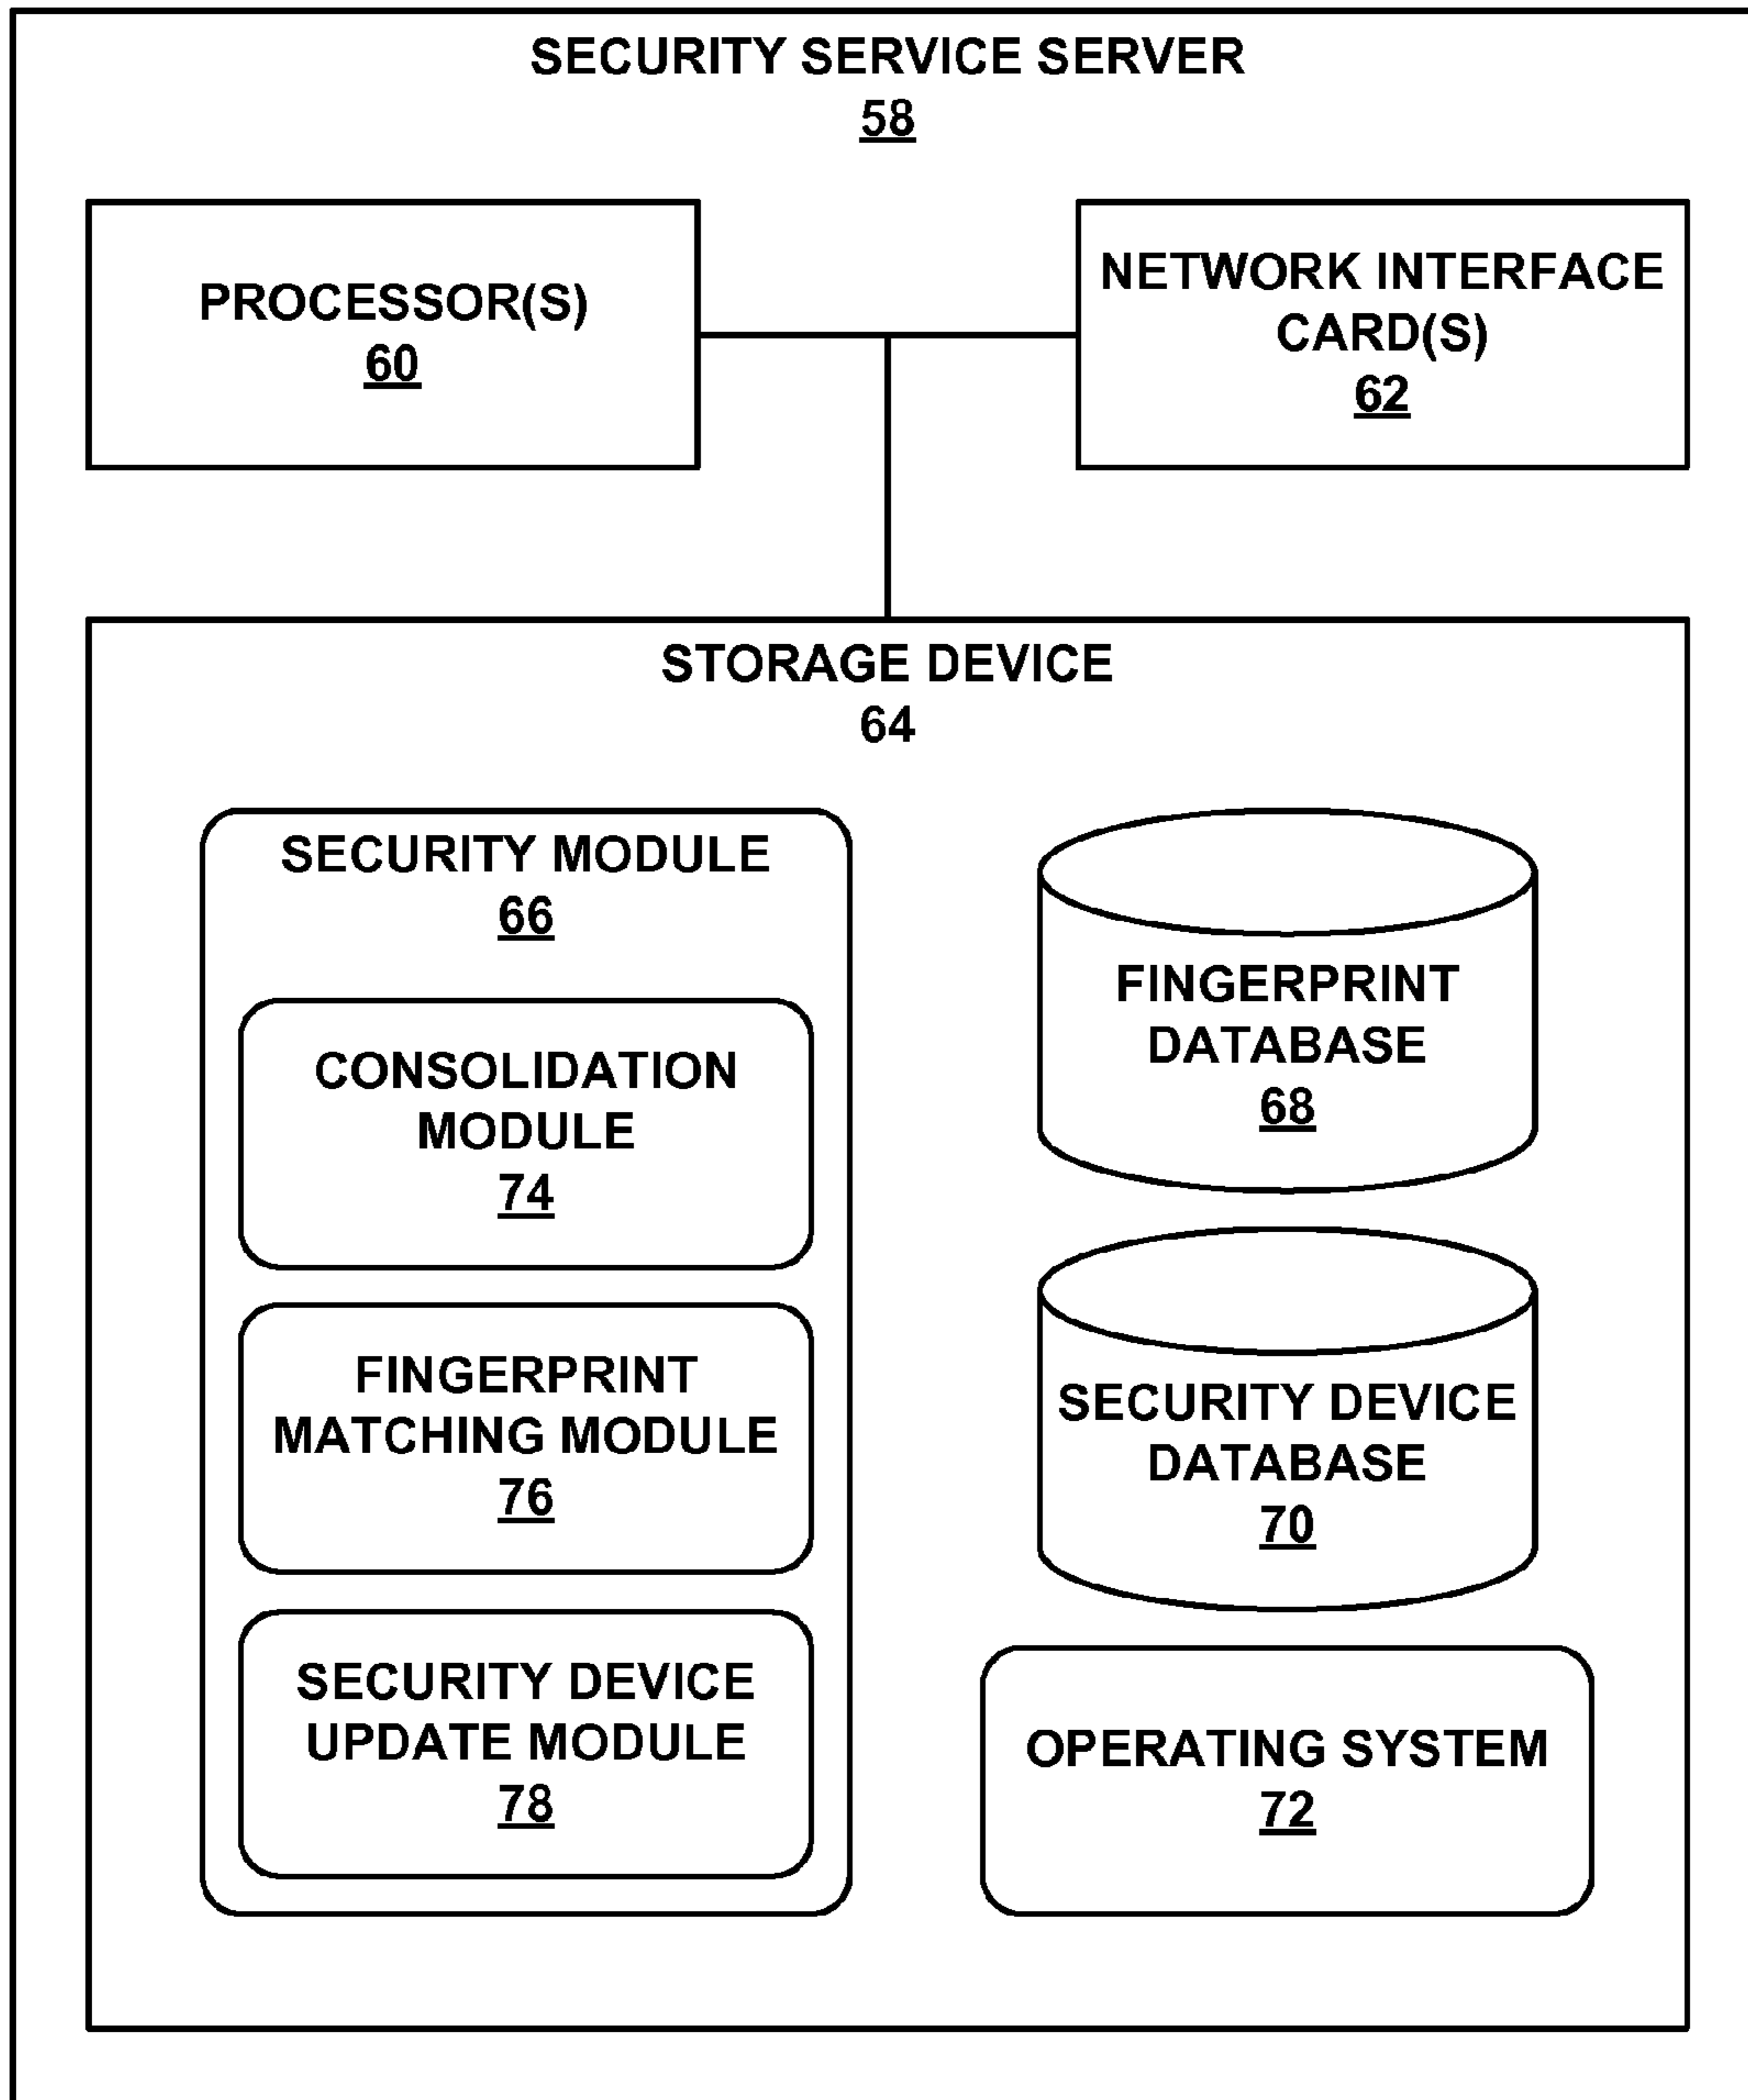 SECURITY SERVICE SERVER
58
PROCESSOR(S)
60
NETWORK INTERFACE
CARD(S)
62
STORAGE DEVICE
64
SECURITY MODULE
66
CONSOLIDATION
MODULE
74
FINGERPRINT
MATCHING MODULE
76
SECURITY DEVICE
UPDATE MODULE
78
FINGERPRINT
DATABASE
68
SECURITY DEVICE
DATABASE
70
OPERATING SYSTEM
72